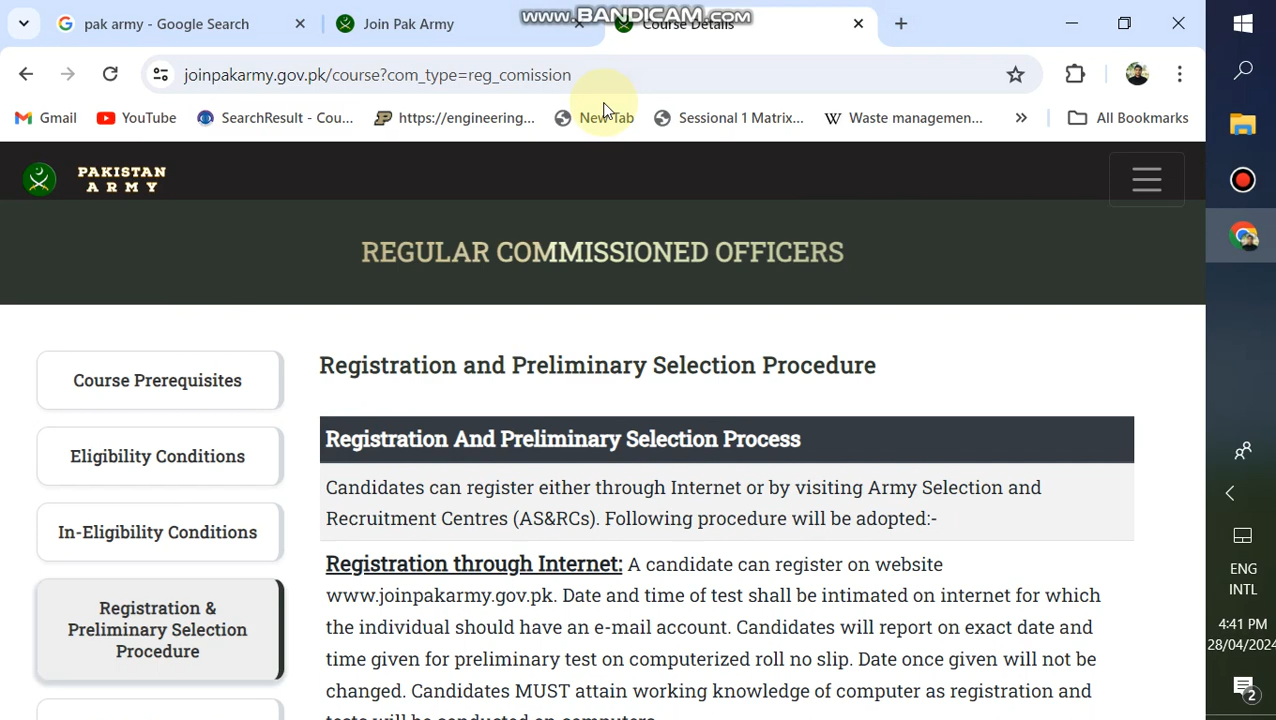 pak army - Google Search
Join Pak Army
Course Details
www.BANDICAM.com
joinpakarmy.gov.pk/course?com_type=reg_comission
Gmail
YouTube
SearchResult - Cou...
https://engineering...
New Tab
Sessional 1 Matrix...
Waste managemen...
»
All Bookmarks
PAKISTAN
ARMY
REGULAR COMMISSIONED OFFICERS
Course Prerequisites
Eligibility Conditions
In-Eligibility Conditions
Registration &
Preliminary Selection
Procedure
Registration and Preliminary Selection Procedure
Registration And Preliminary Selection Process
Candidates can register either through Internet or by visiting Army Selection and
Recruitment Centres (AS&RCs). Following procedure will be adopted:-
Registration through Internet: A candidate can register on website
www.joinpakarmy.gov.pk. Date and time of test shall be intimated on internet for which
the individual should have an e-mail account. Candidates will report on exact date and
time given for preliminary test on computerized roll no slip. Date once given will not be
changed. Candidates MUST attain working knowledge of computer as registration and
tests will be conducted on computers.
ENG
INTL
4:41 PM
28/04/2024
2